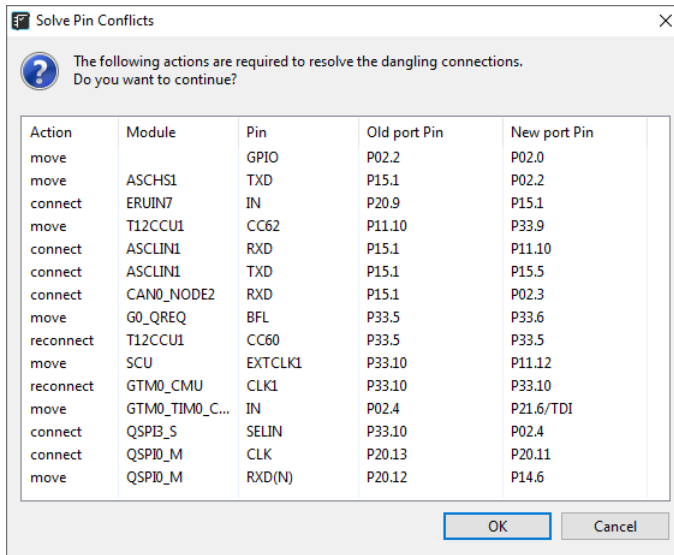 Solve Pin Conflicts
The following actions are required to resolve the dangling connections.
Do you want to continue?
Action Module Pin Old port Pin New port Pin
move GPIO P02.2 P02.0
move ASCHS1 TXD P15.1 P02.2
connect ERUIN7 IN P20.9 P15.1
move T12CCU1 CC62 P11.10 P33.9
connect ASCLIN1 RXD P15.1 P11.10
connect ASCLIN1 TXD P15.1 P15.5
connect CAN0_NODE2 RXD P15.1 P02.3
move G0_QREQ BFL P33.5 P33.6
reconnect T12CCU1 CC60 P33.5 P33.5
move SCU EXTCLK1 P33.10 P11.12
reconnect GTM0_CMU CLK1 P33.10 P33.10
move GTM0_TIM0_C... IN P02.4 P21.6/TDI
connect QSPI3_S SELIN P33.10 P02.4
connect QSPI0_M CLK P20.13 P20.11
move QSPI0_M RXD(N) P20.12 P14.6
OK Cancel